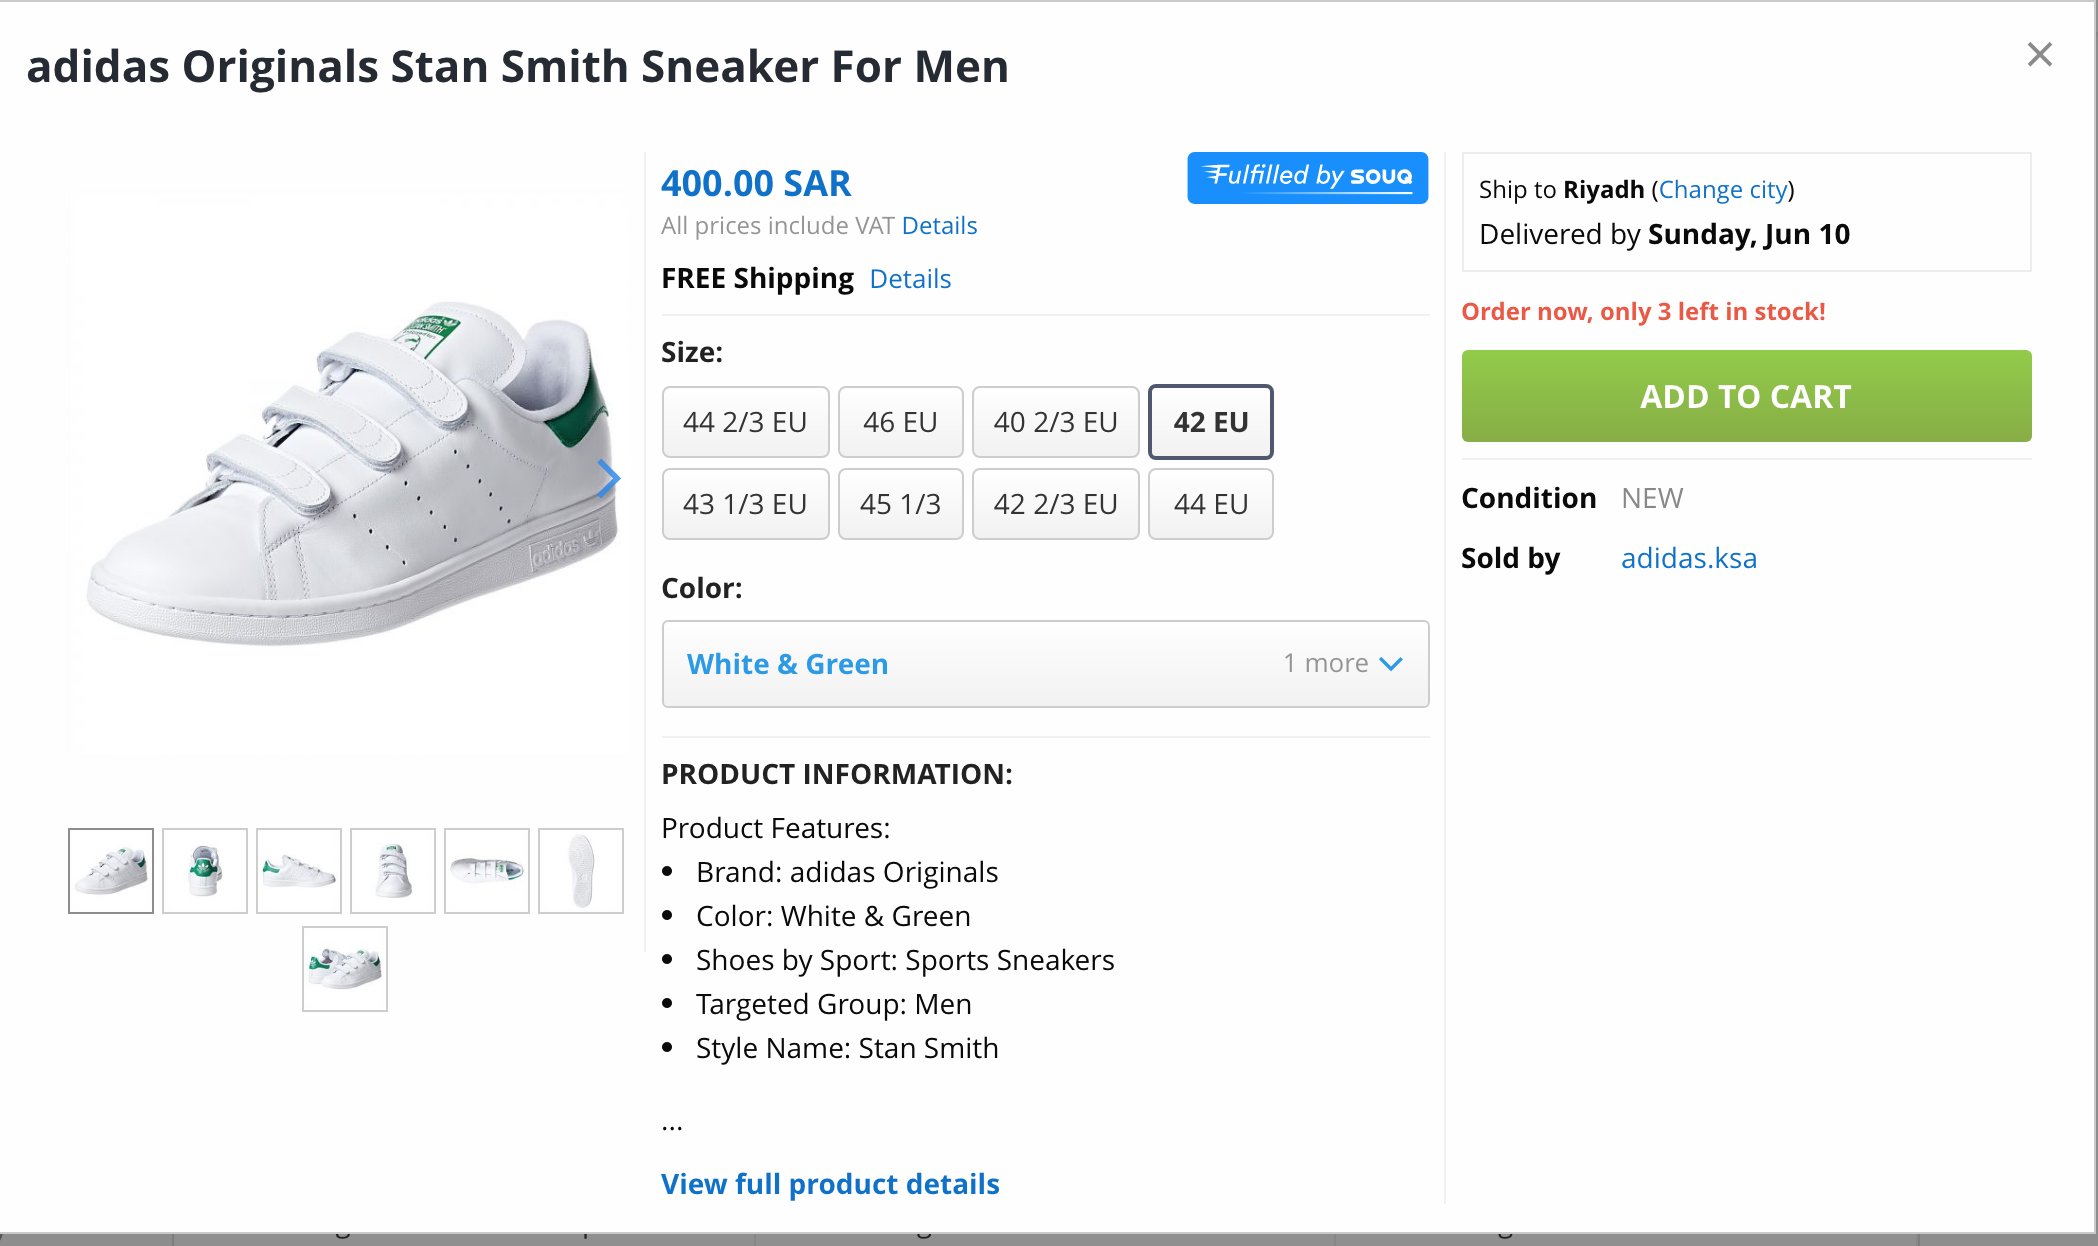 adidas Originals Stan Smith Sneaker For Men
400.00 SAR
Fulfilled by souq
All prices include VAT Details
FREE Shipping Details
Size:
44 2/3 EU
46 EU
40 2/3 EU
42 EU
43 1/3 EU
45 1/3
42 2/3 EU
44 EU
Color:
White & Green
1 more
PRODUCT INFORMATION:
Product Features:
• Brand: adidas Originals
• Color: White & Green
• Shoes by Sport: Sports Sneakers
• Targeted Group: Men
• Style Name: Stan Smith
...
View full product details
Ship to Riyadh (Change city)
Delivered by Sunday, Jun 10
Order now, only 3 left in stock!
ADD TO CART
Condition NEW
Sold by adidas.ksa
adidas
STAN SMITH
adidas